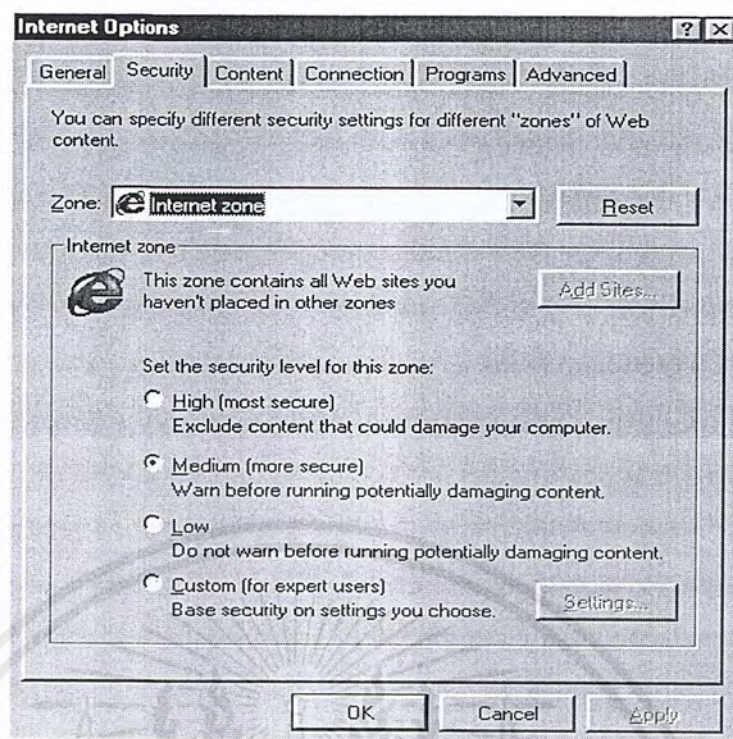 Internet Options ? X
General Security Content Connection Programs Advanced
You can specify different security settings for different "zones" of Web
content.
Zone: Internet zone Reset
Internet zone
This zone contains all Web sites you
haven't placed in other zones
Add Sites...
Set the security level for this zone:
High (most secure)
Exclude content that could damage your computer.
Medium (more secure)
Warn before running potentially damaging content.
Low
Do not warn before running potentially damaging content.
Custom (for expert users)
Base security on settings you choose.
Settings...
OK Cancel Apply